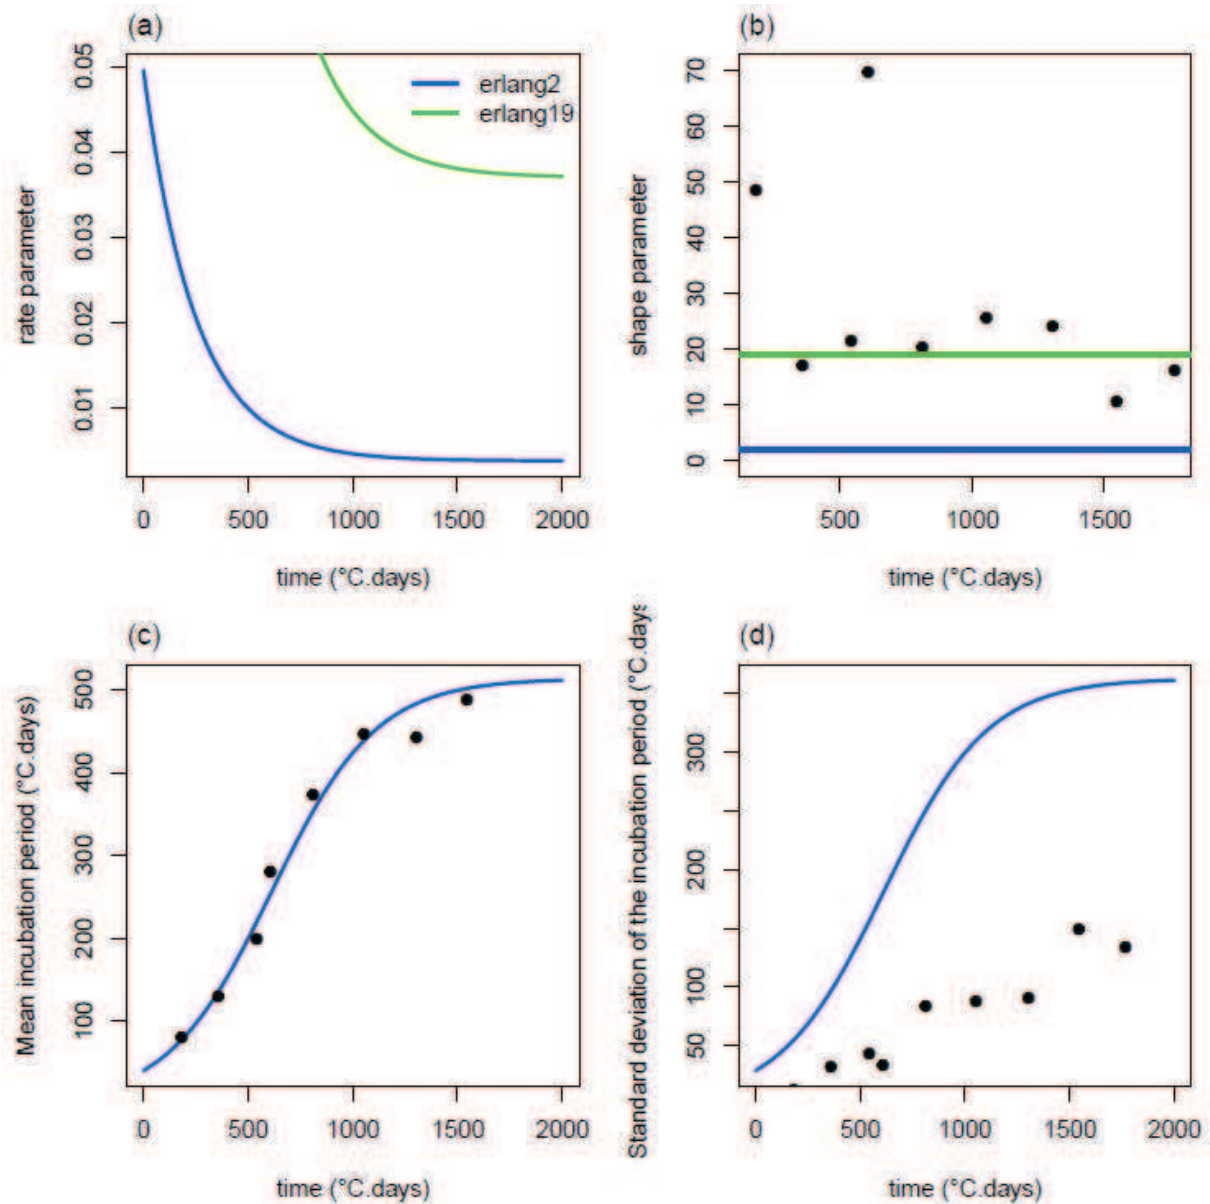 (a)
rate parameter
0.05
0.04
0.03
0.02
0.01
erlang2
erlang19
0 500 1000 1500 2000
time (°C.days)
(b)
shape parameter
70
60
50
40
30
20
10
0
500 1000 1500
time (°C.days)
(c)
Mean incubation period (°C.days)
500
400
300
200
100
0 500 1000 1500 2000
time (°C.days)
(d)
Standard deviation of the incubation period (°C.days
300
200
100
50
0 500 1000 1500 2000
time (°C.days)